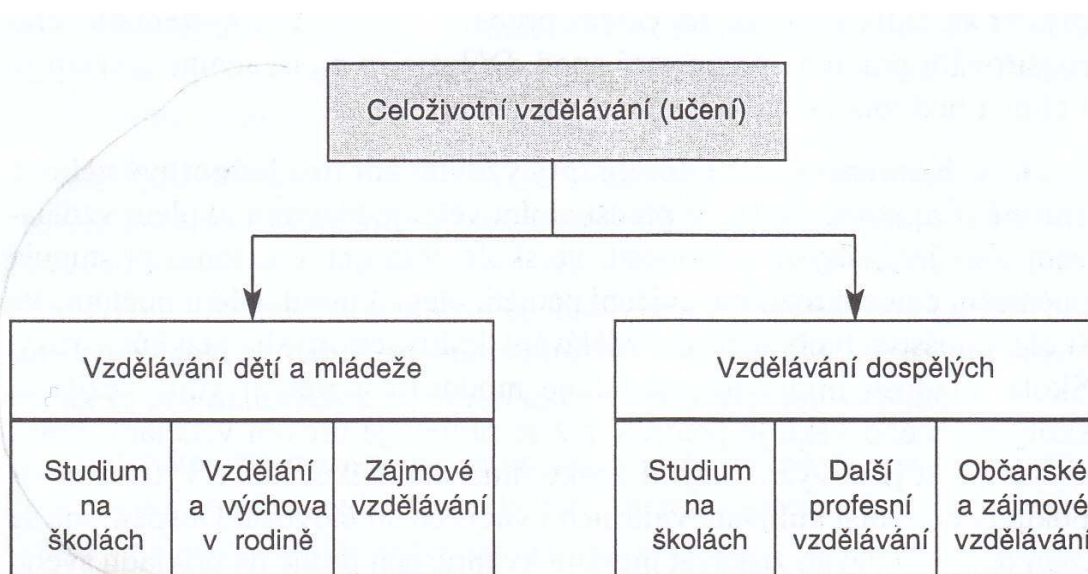 Celoživotní vzdělávání (učení)
Vzdělávání dětí a mládeže
Studium
na
školách
Vzdělání
a výchova
v rodině
Zájmové
vzdělávání
Vzdělávání dospělých
Studium
na
školách
Další
profesní
vzdělávání
Občanské
a zájmové
vzdělávání